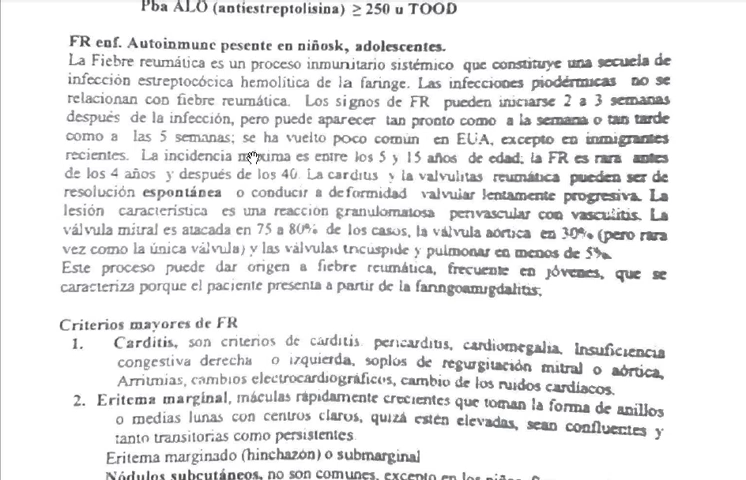 Pba ALO (antiestreptolisina) ≥ 250 u TOOD
FR enf. Autoinmune pesente en niñosk, adolescentes.
La Fiebre reumática es un proceso inmunitario sistémico que constituye una secuela de
infección estreptocócica hemolítica de la faringe. Las infecciones piodérmicas no se
relacionan con fiebre reumática. Los signos de FR pueden iniciarse 2 a 3 semanas
después de la infección, pero puede aparecer tan pronto como a la semana o tan tarde
como a las 5 semanas; se ha vuelto poco común en EUA, excepto en inmigrantes
recientes. La incidencia máxima es entre los 5 y 15 años de edad; la FR es rara antes
de los 4 años y después de los 40. La carditis y la valvulitis reumática pueden ser de
resolución espontánea o conducir a deformidad valvular lentamente progresiva. La
lesión característica es una reacción granulomatosa perivascular con vasculitis. La
válvula mitral es atacada en 75 a 80% de los casos, la válvula aórtica en 30% (pero rara
vez como la única válvula) y las válvulas tricúspide y pulmonar en menos de 5%.
Este proceso puede dar origen a fiebre reumática, frecuente en jóvenes, que se
caracteriza porque el paciente presenta a partir de la faringoamigdalitis;
Criterios mayores de FR
1. Carditis, son criterios de carditis pericarditis, cardiomegalia, Insuficiencia
congestiva derecha o izquierda, soplos de regurgitación mitral o aórtica,
Arritmias, cambios electrocardiográficos, cambio de los ruidos cardíacos.
2. Eritema marginal, máculas rápidamente crecientes que toman la forma de anillos
o medias lunas con centros claros, quizá estén elevadas, sean confluentes y
tanto transitorias como persistentes
Eritema marginado (hinchazón) o submarginal
Nódulos subcutáneos, no son comunes, excepto en los niños.